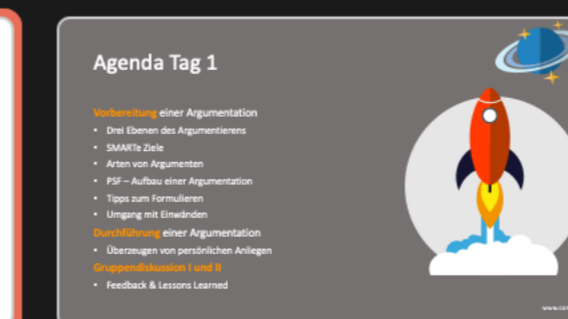 Agenda Tag 1
Vorbereitung einer Argumentation
• Drei Ebenen des Argumentierens
• SMARTe Ziele
• Arten von Argumenten
• PSF – Aufbau einer Argumentation
• Tipps zum Formulieren
• Umgang mit Einwänden
Durchführung einer Argumentation
• Überzeugen von persönlichen Anliegen
Gruppendiskussion I und II
• Feedback & Lessons Learned